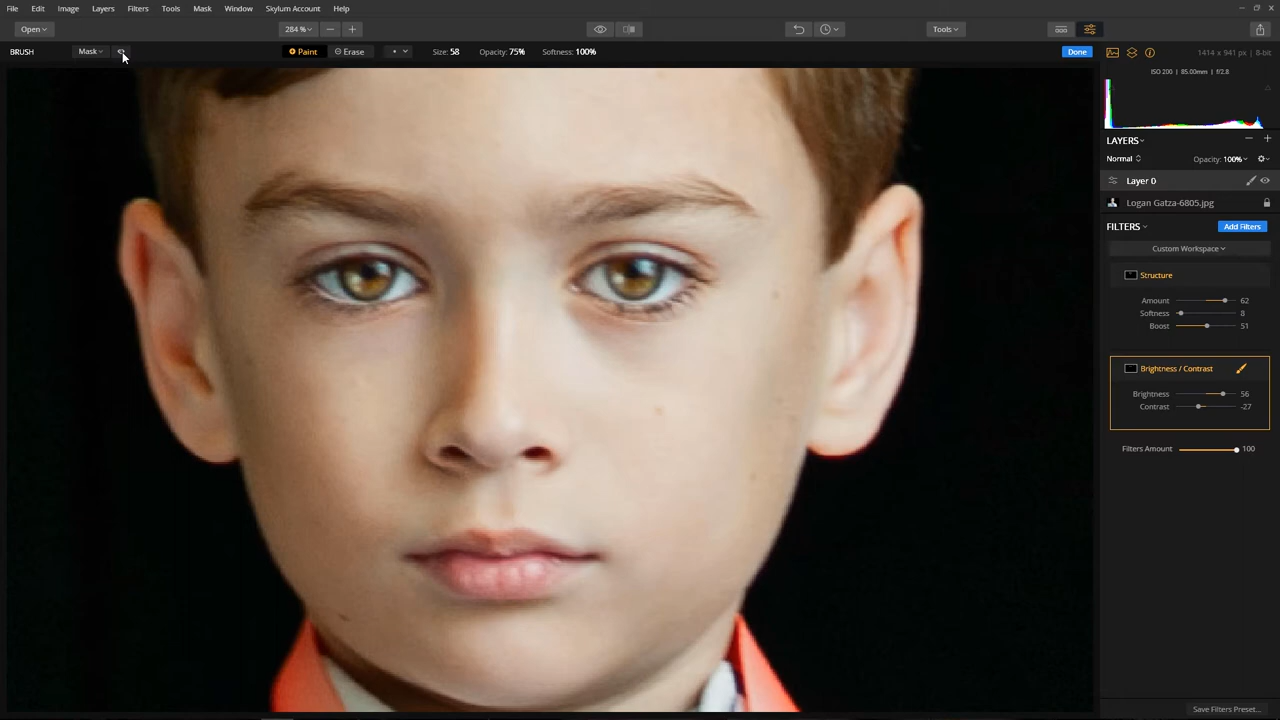 File Edit Image Layers Filters Tools Mask Window Skylum Account Help
Open 284 % Tools
BRUSH Mask Paint Erase Size: 58 Opacity: 75% Softness: 100% Done
1414 x 941 px | 8-bit
ISO 200 | 85.00mm | f/2.8
LAYERS
Normal Opacity: 100%
Layer 0
Logan Gatza-6805.jpg
FILTERS Add Filters
Custom Workspace
Structure
Amount 62
Softness 8
Boost 51
Brightness / Contrast
Brightness 56
Contrast -27
Filters Amount 100
Save Filters Preset...